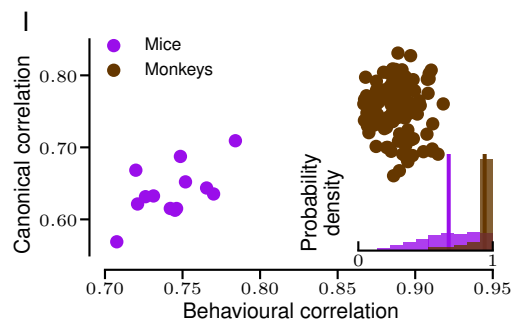 I
Mice
Monkeys
Canonical correlation
0.80
0.70
0.60
Probability
density
0
1
0.70
0.75
0.80
0.85
0.90
0.95
Behavioural correlation